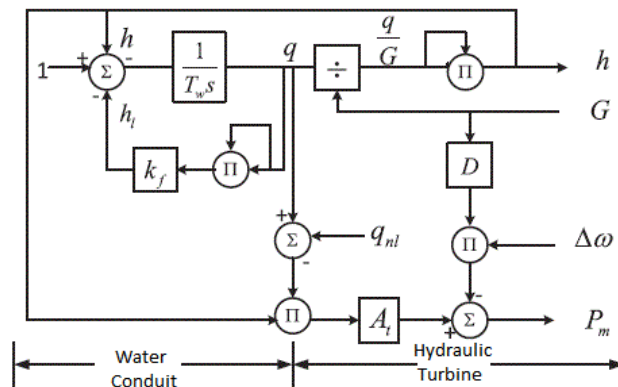 h
q
q/G
1
+
Σ
-
1/T_w s
÷
Π
h
-
h_l
G
k_f
Π
D
+
Σ
-
q_nl
Π
Δω
-
Π
A_t
+
Σ
P_m
Water
Conduit
Hydraulic
Turbine